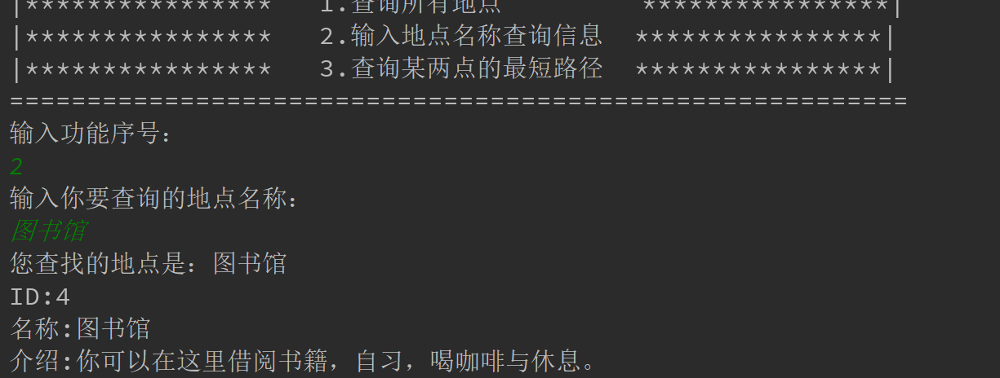 |**************** 1.查询所有地点 ****************|
|**************** 2.输入地点名称查询信息 ****************|
|**************** 3.查询某两点的最短路径 ****************|
==========================================================
输入功能序号:
2
输入你要查询的地点名称:
图书馆
您查找的地点是: 图书馆
ID:4
名称:图书馆
介绍:你可以在这里借阅书籍，自习，喝咖啡与休息。